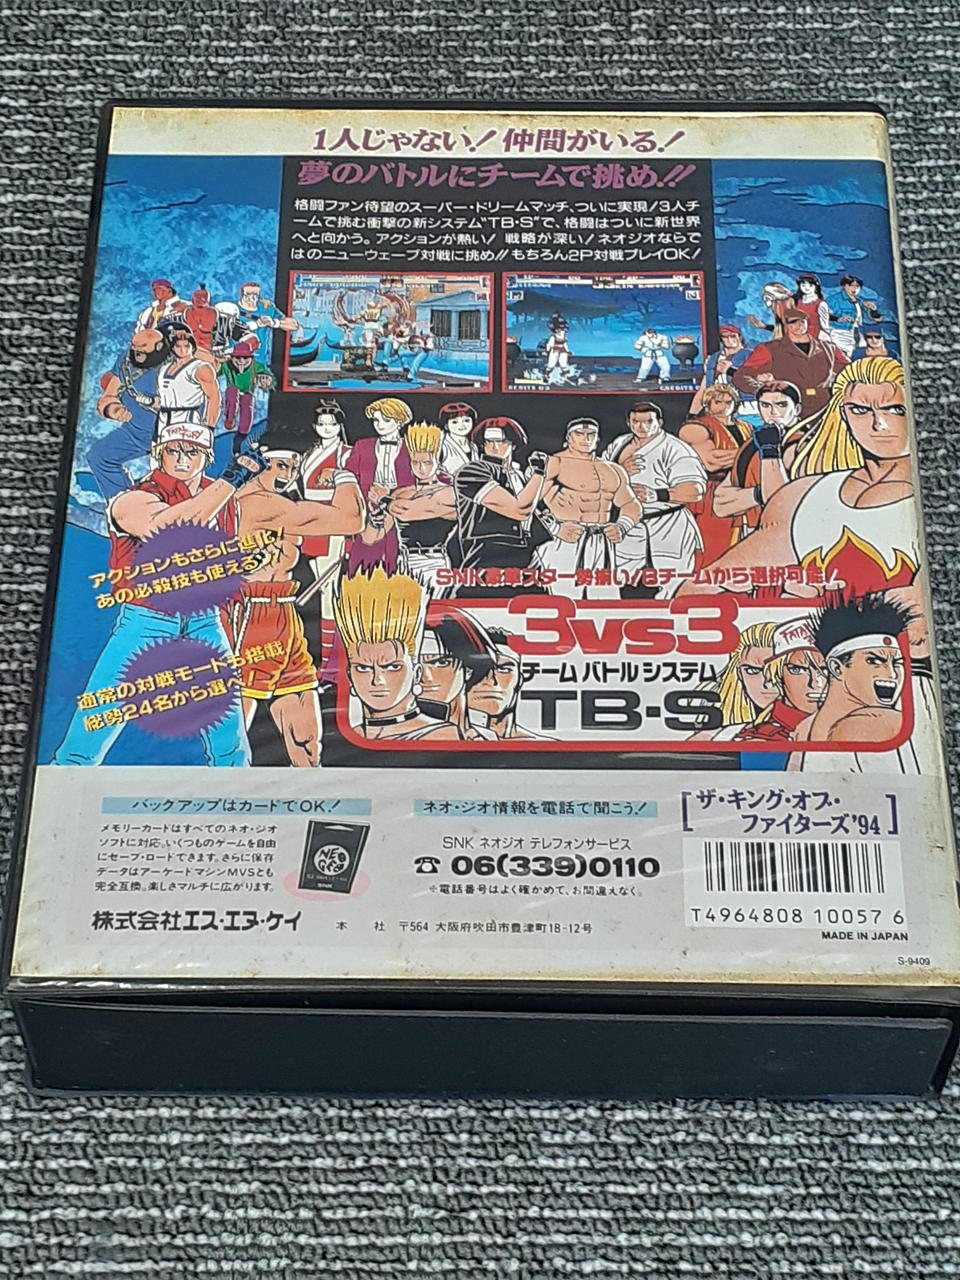 1人じゃない!仲間がいる!
夢のバトルにチームで挑め!!
格闘ファン待望のスーパー・ドリームマッチ、ついに実現!3人チ
ームで挑む衝撃の新システム"TB・S"で、格闘はついに新世界
へと向かう。アクションが熱い! 戦略が深い!ネオジオならで
はのニューウェーブ対戦に挑め!!もちろん2P対戦プレイOK!
FATAL FURY
アクションもさらに進化!
あの必殺技も使えるゾ!
SNK豪華スター勢揃い!8チームから選択可能!
3vs3
チーム バトル システム
TB・S
FATAL
通常の対戦モードも搭載
総勢24名から選べ
バックアップはカードでOK!
メモリーカードはすべてのネオ・ジオ
ソフトに対応。いくつものゲームを自由
にセーブ・ロードできます。さらに保存
データはアーケードマシンMVSとも
完全互換。楽しさマルチに広がります。
NEO
GEO
SNK
ネオ・ジオ情報を電話で聞こう!
SNK ネオジオ テレフォンサービス
☎ 06(339)0110
※電話番号はよく確かめて、お間違えなく。
[ザ・キング・オブ・
ファイターズ'94]
T4964808 10057 6
MADE IN JAPAN
株式会社エス・エヌ・ケイ 本 社 〒564 大阪府吹田市豊津町18-12号
S-9409